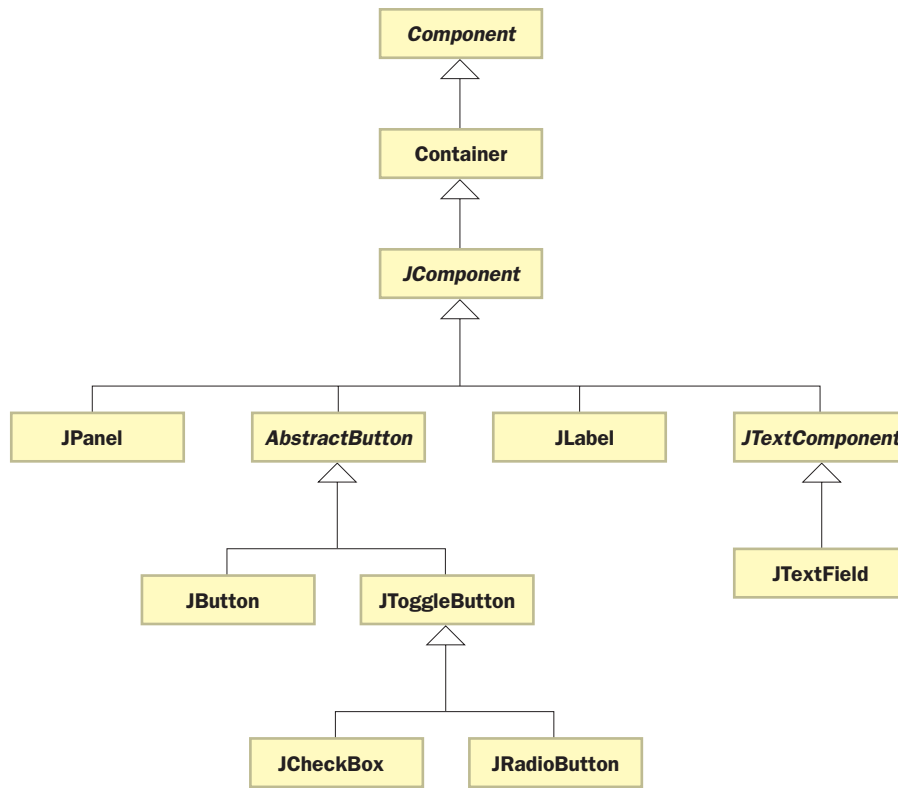 Component
Container
JComponent
JPanel
AbstractButton
JLabel
JTextComponent
JButton
JToggleButton
JTextField
JCheckBox
JRadioButton